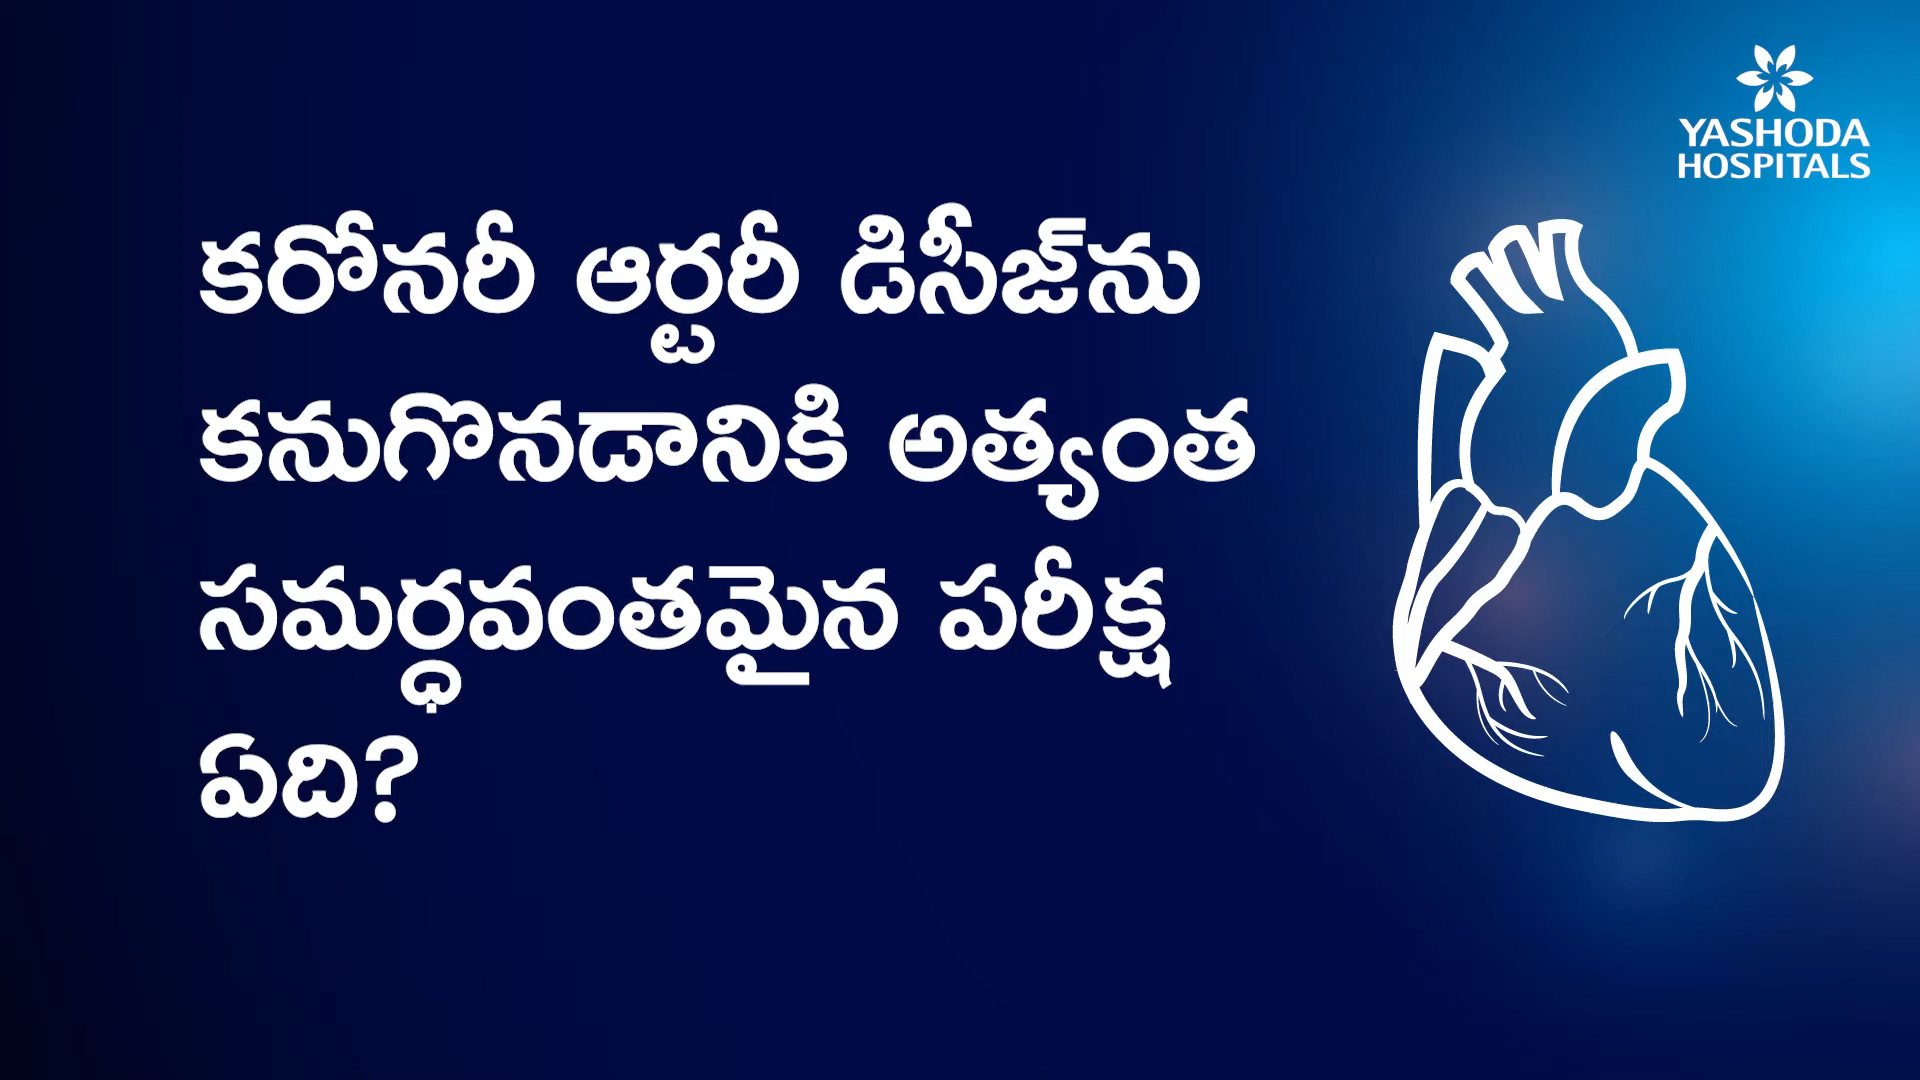 YASHODA
HOSPITALS
కరోనరీ ఆర్టరీ డిసీజ్‌ను
కనుగొనడానికి అత్యంత
సమర్ధవంతమైన పరీక్ష
ఏది?